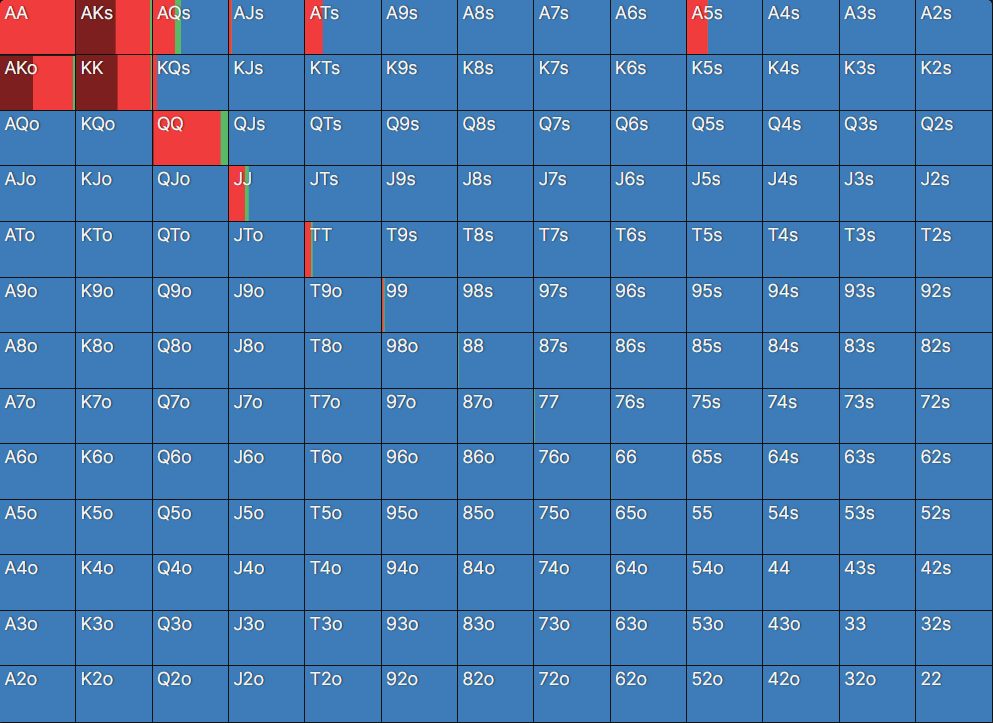 AA AKs AQs AJs ATs A9s A8s A7s A6s A5s A4s A3s A2s
AKo KK KQs KJs KTs K9s K8s K7s K6s K5s K4s K3s K2s
AQo KQo QQ QJs QTs Q9s Q8s Q7s Q6s Q5s Q4s Q3s Q2s
AJo KJo QJo JJ JTs J9s J8s J7s J6s J5s J4s J3s J2s
ATo KTo QTo JTo TT T9s T8s T7s T6s T5s T4s T3s T2s
A9o K9o Q9o J9o T9o 99 98s 97s 96s 95s 94s 93s 92s
A8o K8o Q8o J8o T8o 98o 88 87s 86s 85s 84s 83s 82s
A7o K7o Q7o J7o T7o 97o 87o 77 76s 75s 74s 73s 72s
A6o K6o Q6o J6o T6o 96o 86o 76o 66 65s 64s 63s 62s
A5o K5o Q5o J5o T5o 95o 85o 75o 65o 55 54s 53s 52s
A4o K4o Q4o J4o T4o 94o 84o 74o 64o 54o 44 43s 42s
A3o K3o Q3o J3o T3o 93o 83o 73o 63o 53o 43o 33 32s
A2o K2o Q2o J2o T2o 92o 82o 72o 62o 52o 42o 32o 22